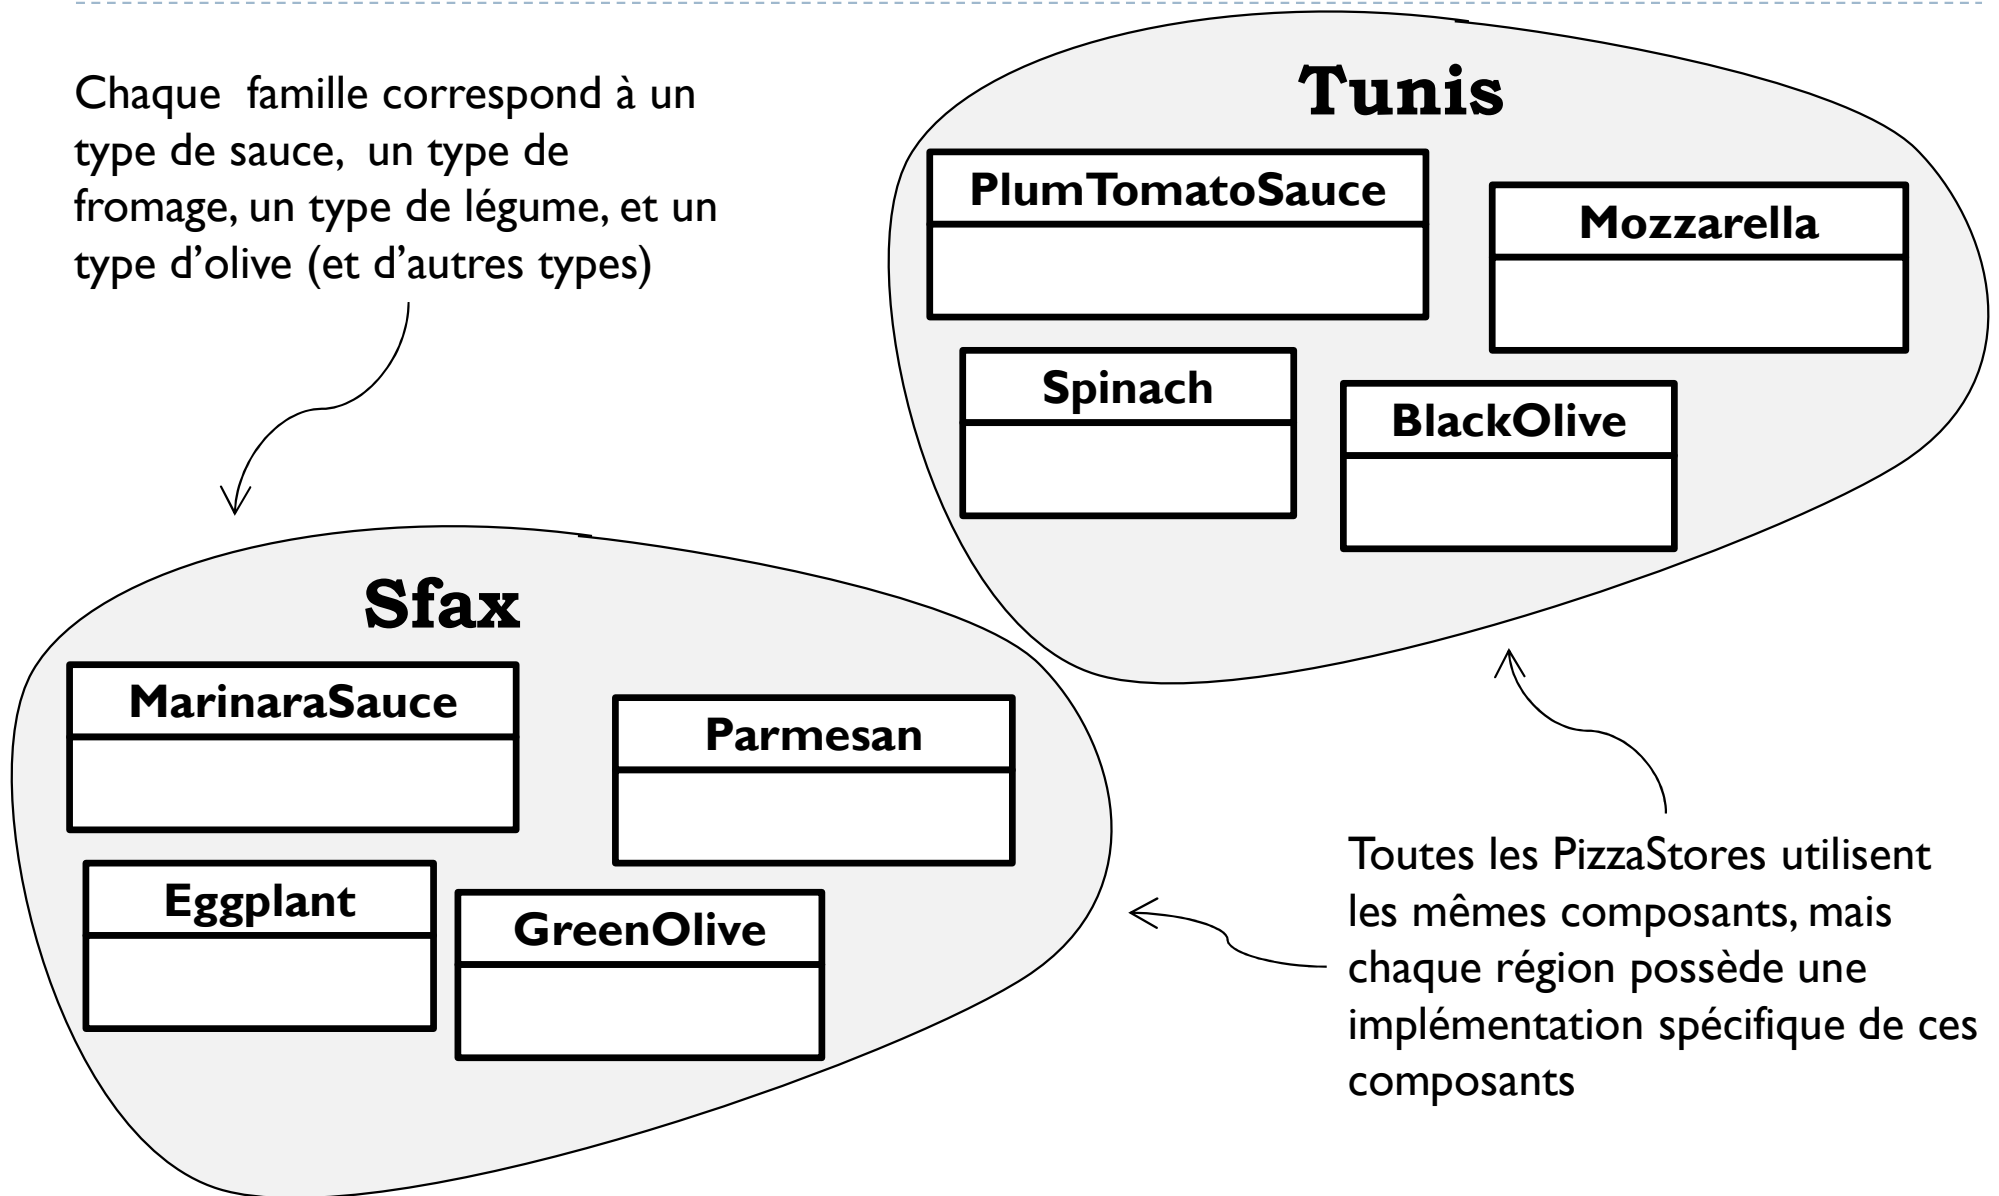 Chaque famille correspond à un
type de sauce, un type de
fromage, un type de légume, et un
type d’olive (et d’autres types)
Tunis
PlumTomatoSauce
Mozzarella
Spinach
BlackOlive
Sfax
MarinaraSauce
Parmesan
Eggplant
GreenOlive
Toutes les PizzaStores utilisent
les mêmes composants, mais
chaque région possède une
implémentation spécifique de ces
composants